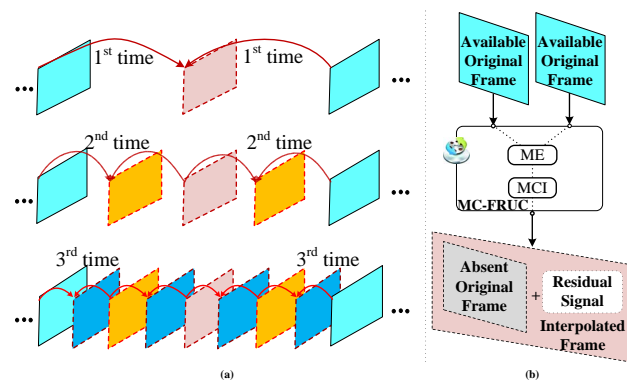 1st time
1st time
...
...
2nd time
2nd time
...
...
3rd time
3rd time
...
...
(a)
Available
Original
Frame
Available
Original
Frame
ME
MCI
MC-FRUC
Absent
Original
Frame
+
Residual
Signal
Interpolated
Frame
(b)